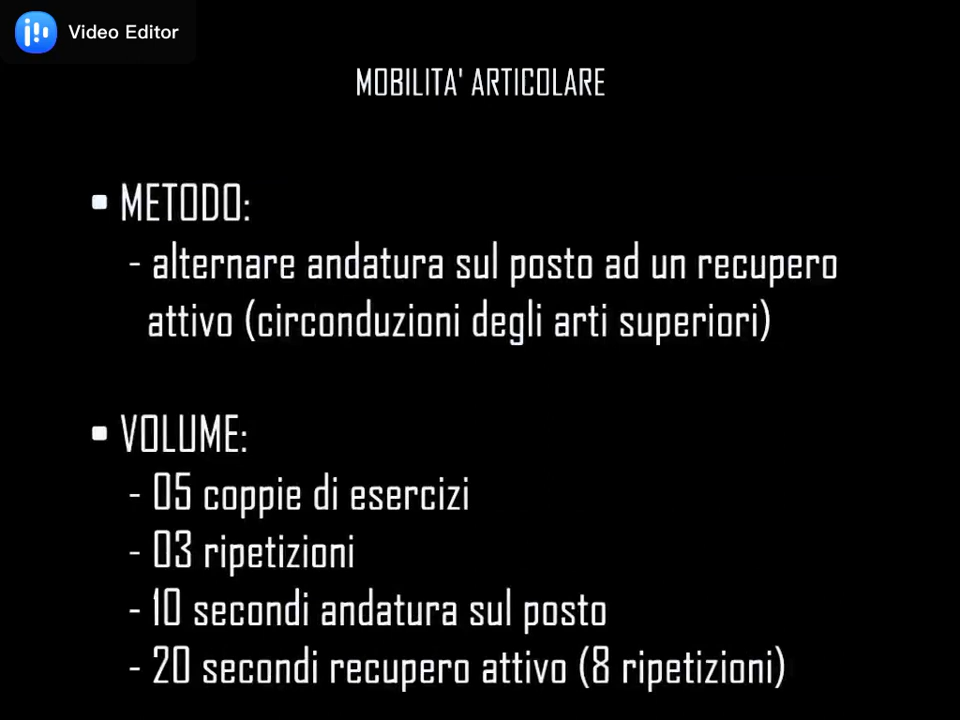 Video Editor
MOBILITA' ARTICOLARE
• METODO:
- alternare andatura sul posto ad un recupero
attivo (circonduzioni degli arti superiori)
• VOLUME:
- 05 coppie di esercizi
- 03 ripetizioni
- 10 secondi andatura sul posto
- 20 secondi recupero attivo (8 ripetizioni)